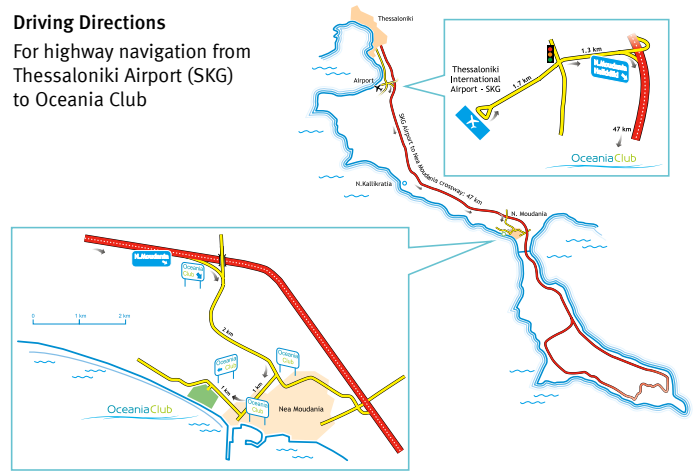 Driving Directions
For highway navigation from
Thessaloniki Airport (SKG)
to Oceania Club
Thessaloniki
Airport
SKG Airport to Nea Moudania crossway: 47 km
N.Kallikratia
N. Moudania
Thessaloniki
International
Airport - SKG
1.7 km
1.3 km
47 km
OceaniaClub
N. Moudania
Oceania
Club
0
1 km
2 km
2 km
Oceania
Club
Oceania
Club
1 km
1 km
Oceania
Club
Nea Moudania
OceaniaClub